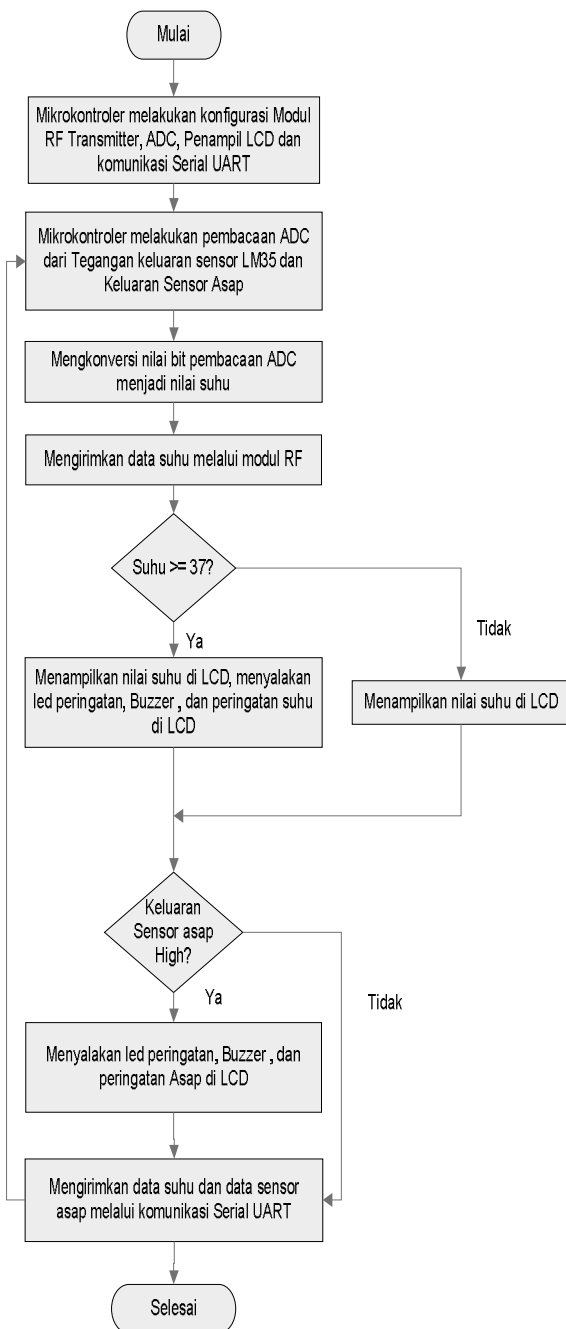 Mulai
Mikrokontroler melakukan konfigurasi Modul
RF Transmitter, ADC, Penampil LCD dan
komunikasi Serial UART
Mikrokontroler melakukan pembacaan ADC
dari Tegangan keluaran sensor LM35 dan
Keluaran Sensor Asap
Mengkonversi nilai bit pembacaan ADC
menjadi nilai suhu
Mengirimkan data suhu melalui modul RF
Suhu >= 37?
Ya
Tidak
Menampilkan nilai suhu di LCD, menyalakan
led peringatan, Buzzer , dan peringatan suhu
di LCD
Menampilkan nilai suhu di LCD
Keluaran
Sensor asap
High?
Ya
Tidak
Menyalakan led peringatan, Buzzer , dan
peringatan Asap di LCD
Mengirimkan data suhu dan data sensor
asap melalui komunikasi Serial UART
Selesai